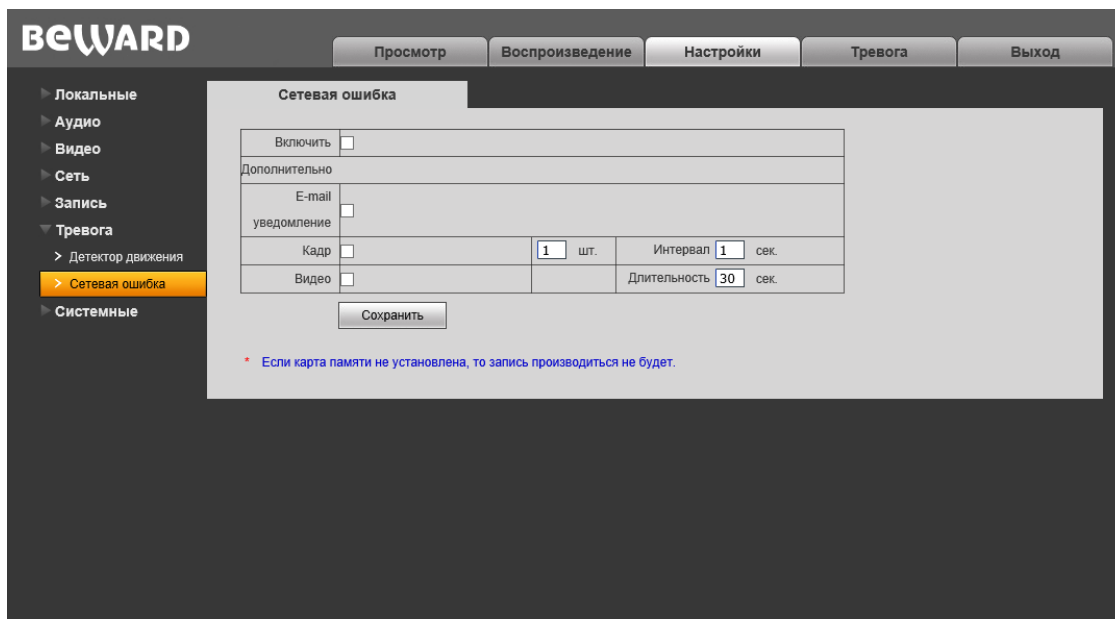 BEWARD
Просмотр Воспроизведение Настройки Тревога Выход
Локальные
Аудио
Видео
Сеть
Запись
Тревога
> Детектор движения
> Сетевая ошибка
Системные
Сетевая ошибка
Включить
Дополнительно
E-mail
уведомление
Кадр 1 шт. Интервал 1 сек.
Видео Длительность 30 сек.
Сохранить
* Если карта памяти не установлена, то запись производиться не будет.